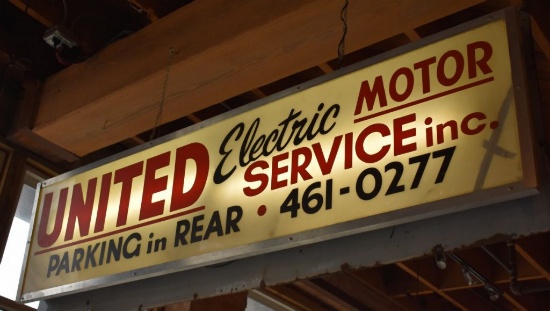 UNITED Electric MOTOR
SERVICE inc.
PARKING in REAR • 461-0277